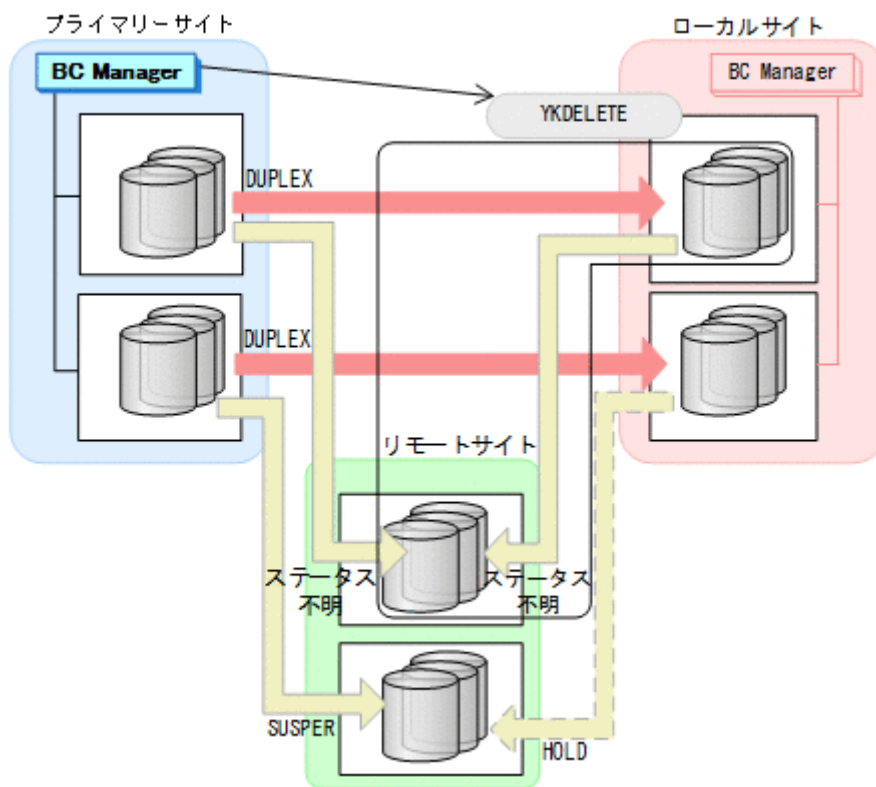 プライマリーサイト
ローカルサイト
BC Manager
BC Manager
YKDELETE
DUPLEX
DUPLEX
リモートサイト
ステータス
不明
ステータス
不明
SUSPER
HOLD